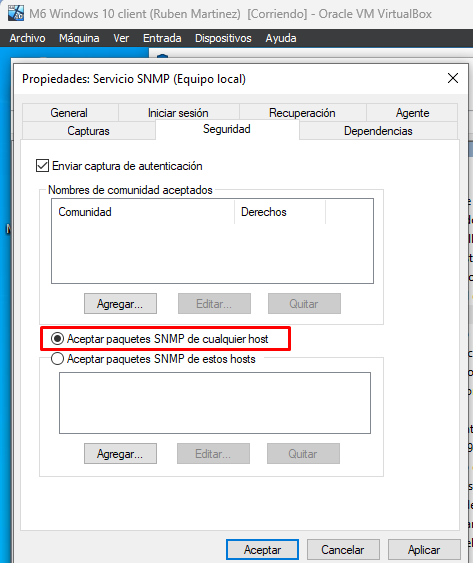 M6 Windows 10 client (Ruben Martinez) [Corriendo] - Oracle VM VirtualBox
Archivo Máquina Ver Entrada Dispositivos Ayuda
Propiedades: Servicio SNMP (Equipo local)
General Iniciar sesión Recuperación Agente
Capturas Seguridad Dependencias
Enviar captura de autenticación
Nombres de comunidad aceptados
Comunidad Derechos
Agregar... Editar... Quitar
Aceptar paquetes SNMP de cualquier host
Aceptar paquetes SNMP de estos hosts
Agregar... Editar... Quitar
Aceptar Cancelar Aplicar